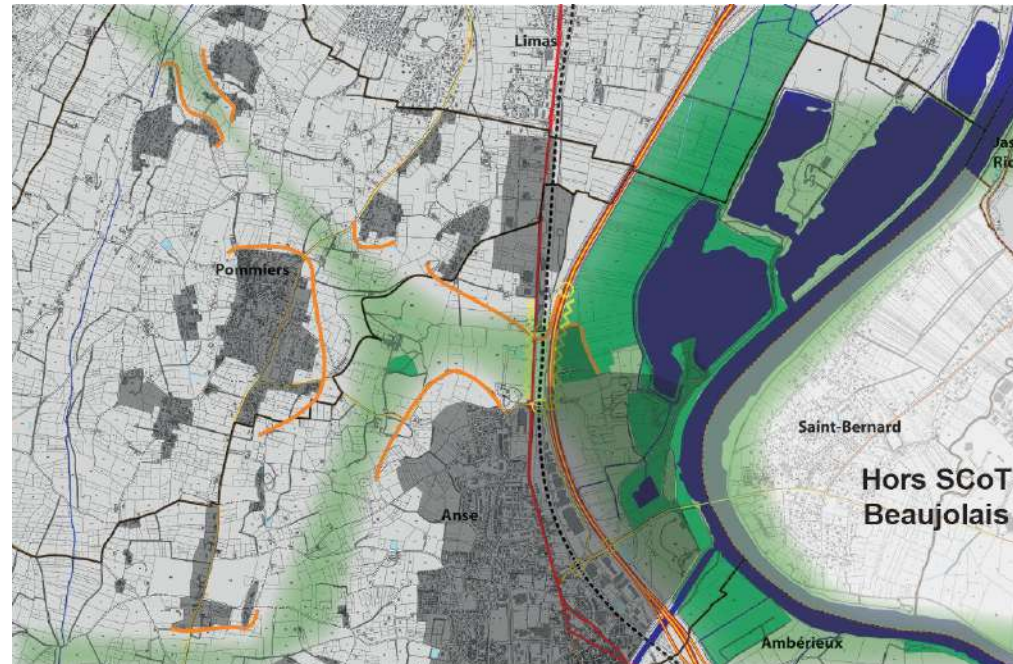 Limas
Pommiers
Saint-Bernard
Hors SCoT
Beaujolais
Anse
Ambérieux